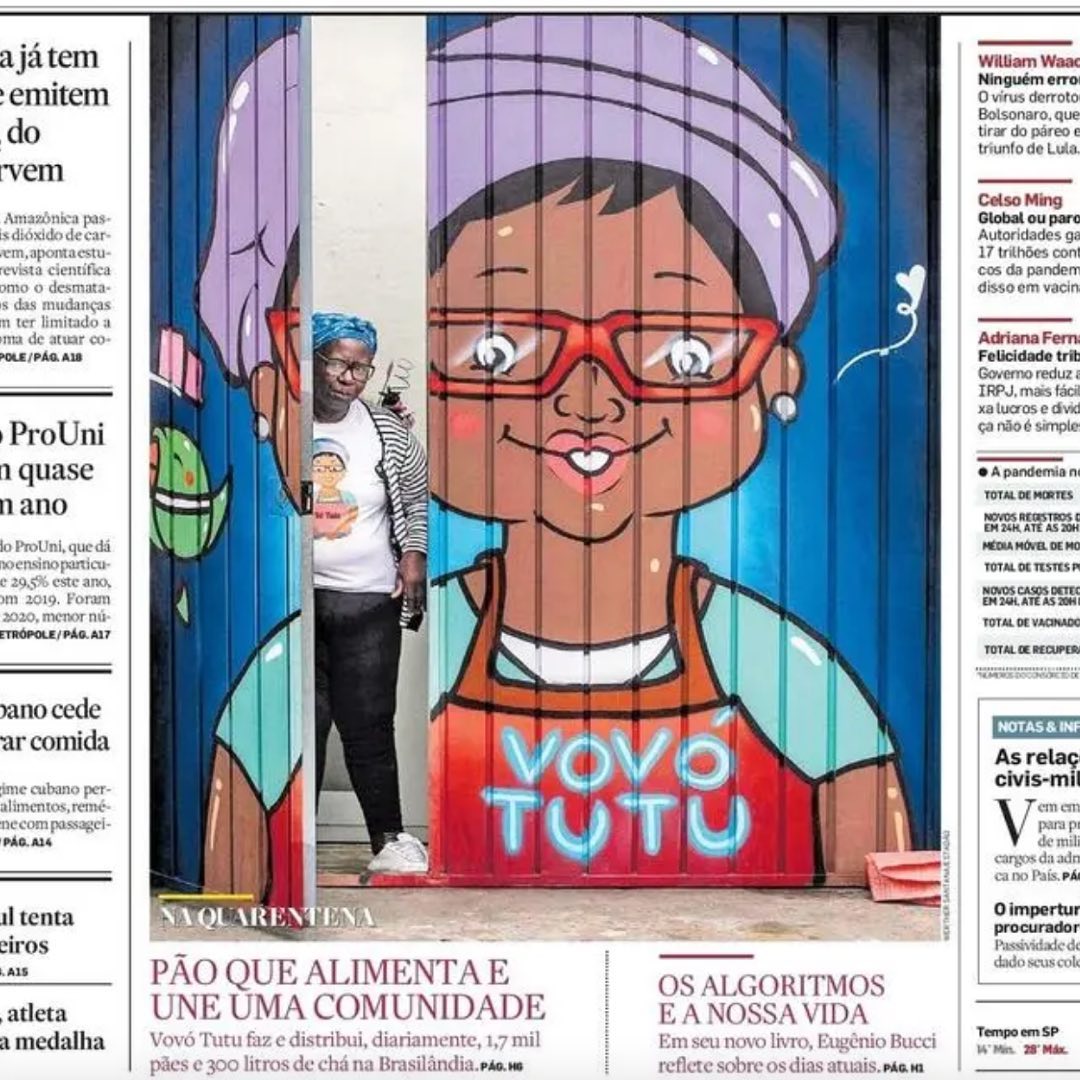 a já tem
e emitem
, do
rvem
Amazônica pas-
is dióxido de car-
vem, aponta estu-
revista científica
omo o desmata-
os das mudanças
m ter limitado a
oma de atuar co-
POLE / PÁG. A18
o ProUni
m quase
m ano
do ProUni, que dá
no ensino particu-
e 29,5% este ano,
om 2019. Foram
2020, menor nú-
ETRÓPOLE / PÁG. A17
bano cede
rar comida
gime cubano per-
alimentos, remé-
ene com passagei-
/ PÁG. A14
ul tenta
eiros
. A15
, atleta
a medalha
VOVÓ
TUTU
NA QUARENTENA
WERTHER SANTANA/ESTADÃO
PÃO QUE ALIMENTA E
UNE UMA COMUNIDADE
Vovó Tutu faz e distribui, diariamente, 1,7 mil
pães e 300 litros de chá na Brasilândia. PÁG. H6
OS ALGORITMOS
E A NOSSA VIDA
Em seu novo livro, Eugênio Bucci
reflete sobre os dias atuais. PÁG. H1
William Waac
Ninguém erro
O vírus derroto
Bolsonaro, que
tirar do páreo e
triunfo de Lula.
Celso Ming
Global ou paro
Autoridades ga
17 trilhões cont
cos da pandem
disso em vacina
Adriana Ferna
Felicidade trib
Governo reduz a
IRPJ, mais fácil
xa lucros e divid
ça não é simples
● A pandemia no
TOTAL DE MORTES
NOVOS REGISTROS D
EM 24H, ATÉ AS 20H
MÉDIA MÓVEL DE MO
TOTAL DE TESTES P
NOVOS CASOS DETEC
EM 24H, ATÉ AS 20H
TOTAL DE VACINADO
TOTAL DE RECUPERA
*NÚMEROS DO CONSÓRCIO DE
NOTAS & INF
As relaç
civis-mil
Vem em
para pr
de mili
cargos da adm
ca no País. PÁG
O impertur
procurador
Passividade de
dado seus cole
Tempo em SP
14° Mín. 28° Máx.